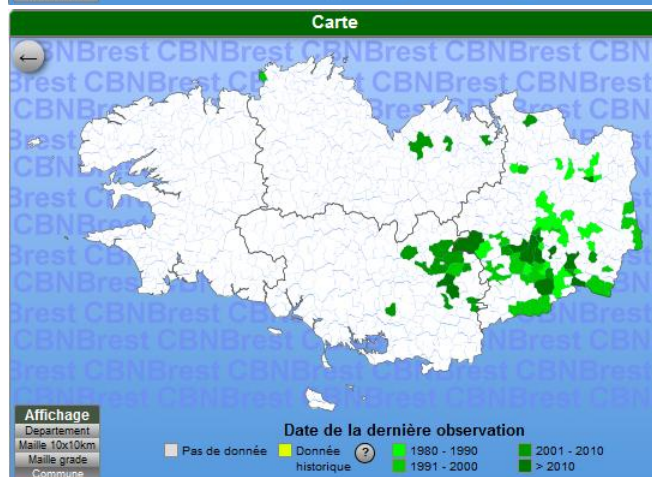 Carte
←
CBNBrest CBNBrest CBNBrest CBN
Affichage
Departement
Maille 10x10km
Maille grade
Commune
Date de la dernière observation
Pas de donnée
Donnée
historique
?
1980 - 1990
1991 - 2000
2001 - 2010
> 2010